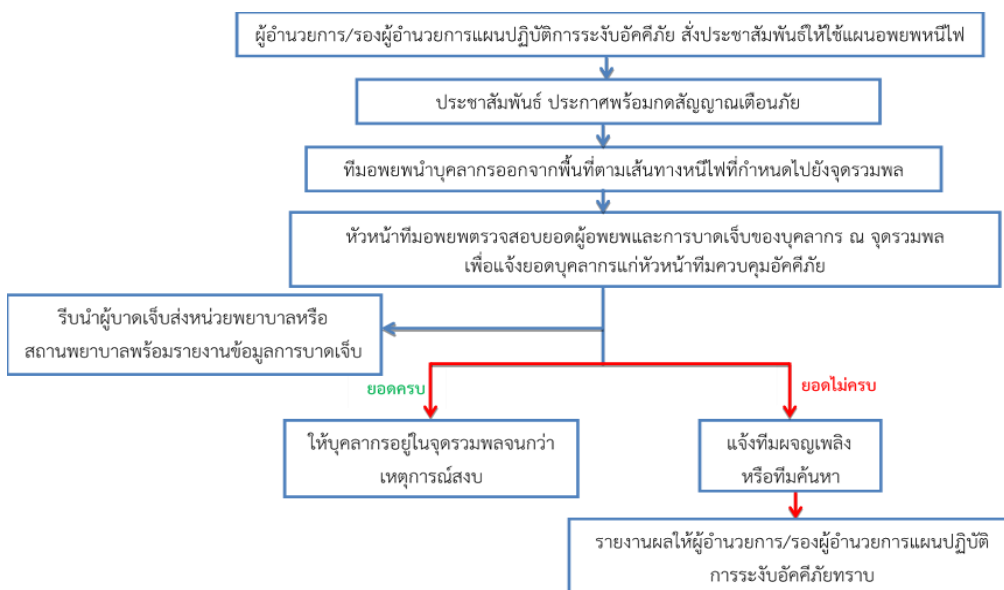 ผู้อำนวยการ/รองผู้อำนวยการแผนปฏิบัติการระงับอัคคีภัย สั่งประชาสัมพันธ์ให้ใช้แผนอพยพหนีไฟ
ประชาสัมพันธ์ ประกาศพร้อมกดสัญญาณเตือนภัย
ทีมอพยพนำบุคลากรออกจากพื้นที่ตามเส้นทางหนีไฟที่กำหนดไปยังจุดรวมพล
หัวหน้าทีมอพยพตรวจสอบยอดผู้อพยพและการบาดเจ็บของบุคลากร ณ จุดรวมพล
เพื่อแจ้งยอดบุคลากรแก่หัวหน้าทีมควบคุมอัคคีภัย
รีบนำผู้บาดเจ็บส่งหน่วยพยาบาลหรือ
สถานพยาบาลพร้อมรายงานข้อมูลการบาดเจ็บ
ยอดครบ
ยอดไม่ครบ
ให้บุคลากรอยู่ในจุดรวมพลจนกว่า
เหตุการณ์สงบ
แจ้งทีมผจญเพลิง
หรือทีมค้นหา
รายงานผลให้ผู้อำนวยการ/รองผู้อำนวยการแผนปฏิบัติ
การระงับอัคคีภัยทราบ